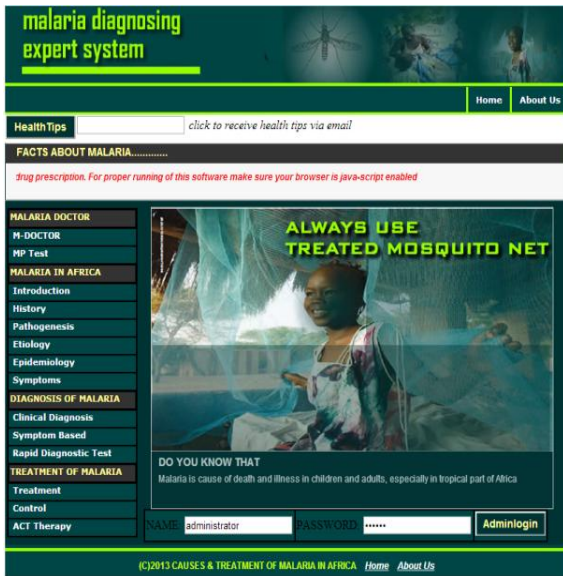 malaria diagnosing
expert system
Home
About Us
HealthTips
click to receive health tips via email
FACTS ABOUT MALARIA.............
drug prescription. For proper running of this software make sure your browser is java-script enabled
MALARIA DOCTOR
M-DOCTOR
MP Test
MALARIA IN AFRICA
Introduction
History
Pathogenesis
Etiology
Epidemiology
Symptoms
DIAGNOSIS OF MALARIA
Clinical Diagnosis
Symptom Based
Rapid Diagnostic Test
TREATMENT OF MALARIA
Treatment
Control
ACT Therapy
ALWAYS USE
TREATED MOSQUITO NET
DO YOU KNOW THAT
Malaria is cause of death and illness in children and adults, especially in tropical part of Africa
NAME: administrator PASSWORD: •••••• Adminlogin
(C)2013 CAUSES & TREATMENT OF MALARIA IN AFRICA Home About Us